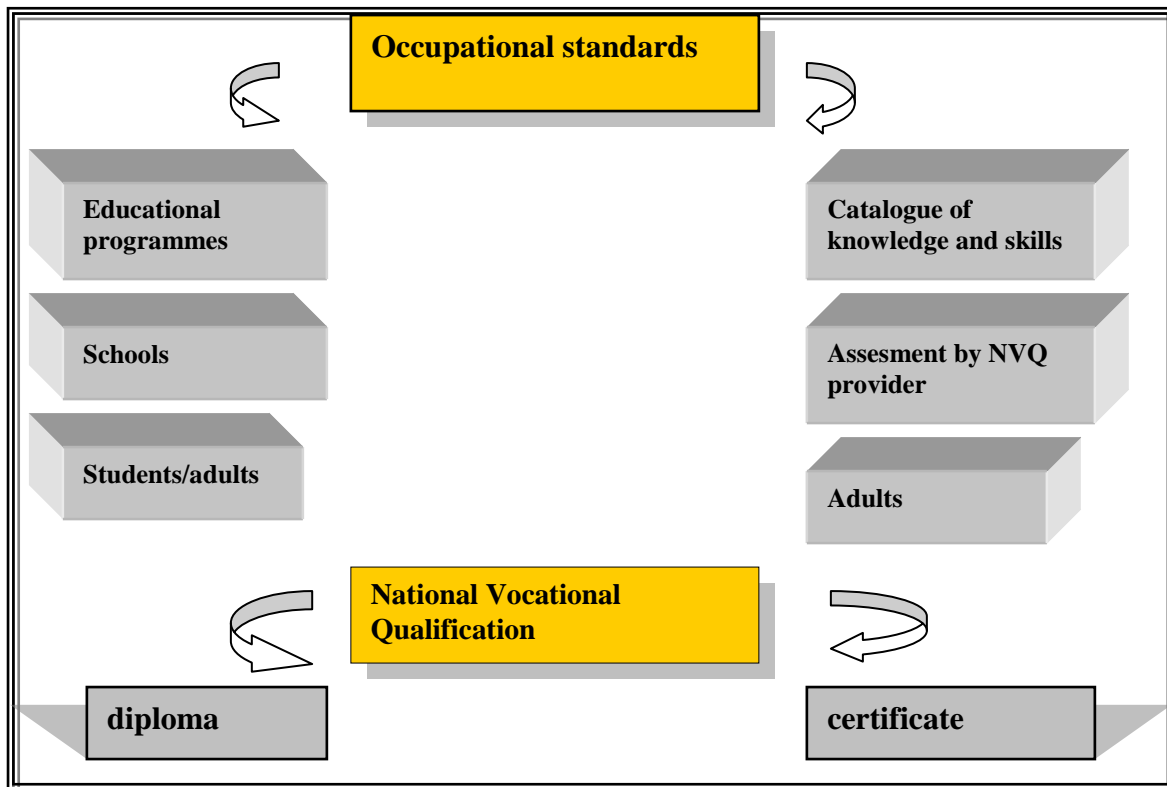 Occupational standards
Educational
programmes
Catalogue of
knowledge and skills
Schools
Assesment by NVQ
provider
Students/adults
Adults
National Vocational
Qualification
diploma
certificate